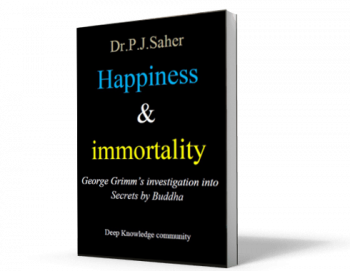 Dr.P.J.Saher
Happiness
&
immortality
George Grimm's investigation into
Secrets by Buddha
Deep Knowledge community